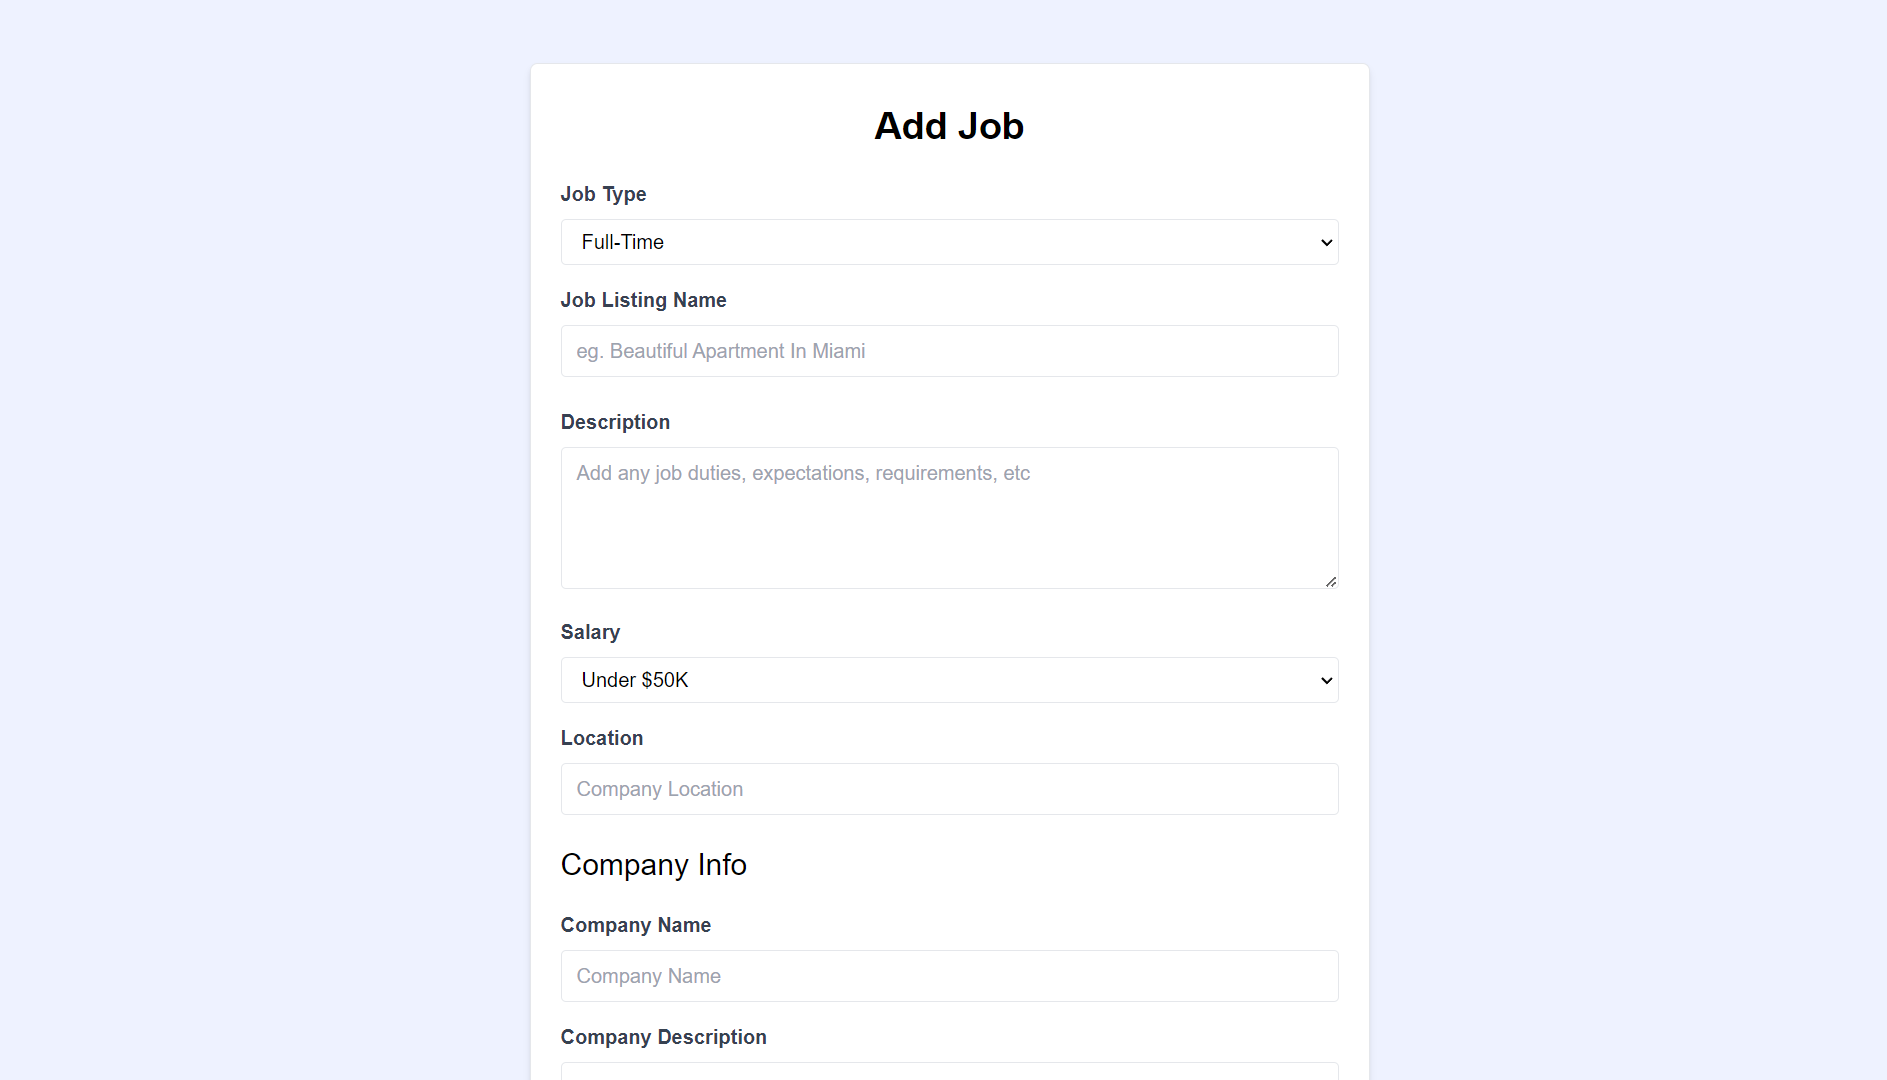 Add Job
Job Type
Full-Time
Job Listing Name
eg. Beautiful Apartment In Miami
Description
Add any job duties, expectations, requirements, etc
Salary
Under $50K
Location
Company Location
Company Info
Company Name
Company Name
Company Description